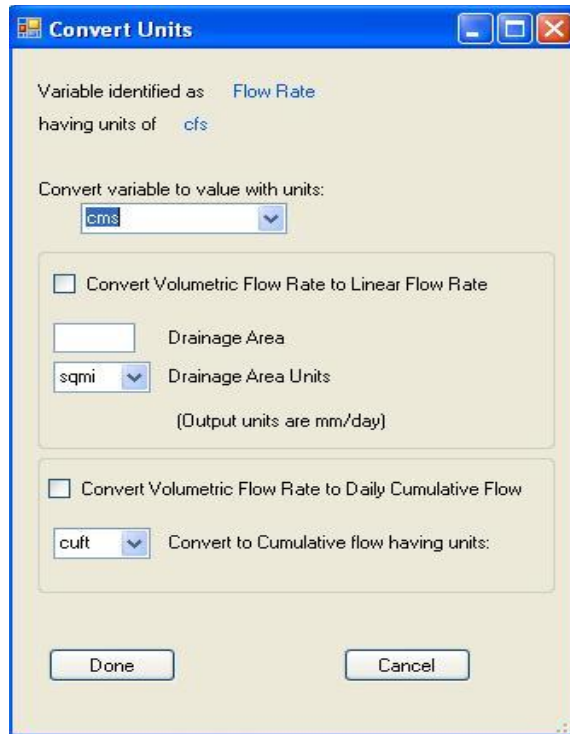 Convert Units
Variable identified as Flow Rate
having units of cfs
Convert variable to value with units:
cms
Convert Volumetric Flow Rate to Linear Flow Rate
Drainage Area
sqmi Drainage Area Units
(Output units are mm/day)
Convert Volumetric Flow Rate to Daily Cumulative Flow
cuft Convert to Cumulative flow having units:
Done Cancel